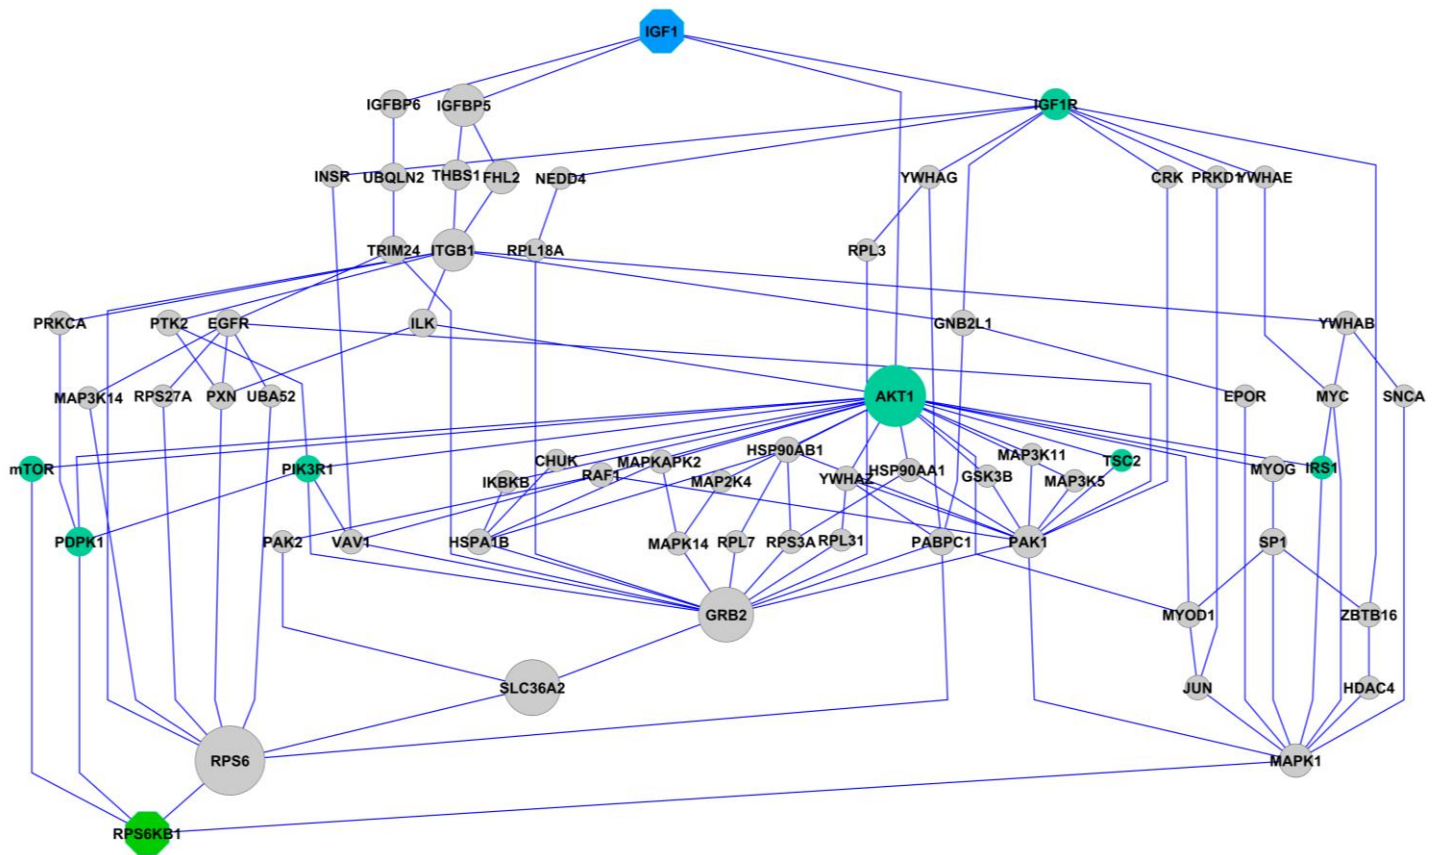 IGF1
IGFBP6
IGFBP5
IGF1R
INSR
UBQLN2
THBS1
FHL2
NEDD4
YWHAG
CRK
PRKD1
YWHAE
TRIM24
ITGB1
RPL18A
RPL3
PRKCA
PTK2
EGFR
ILK
GNB2L1
YWHAB
MAP3K14
RPS27A
PXN
UBA52
AKT1
EPOR
MYC
SNCA
mTOR
PIK3R1
IKBKB
CHUK
RAF1
MAPKAPK2
MAP2K4
HSP90AB1
YWHAZ
HSP90AA1
GSK3B
MAP3K11
MAP3K5
TSC2
MYOG
IRS1
PDPK1
PAK2
VAV1
HSPA1B
MAPK14
RPL7
RPS3A
RPL31
PABPC1
PAK1
SP1
GRB2
MYOD1
ZBTB16
SLC36A2
JUN
HDAC4
RPS6
MAPK1
RPS6KB1